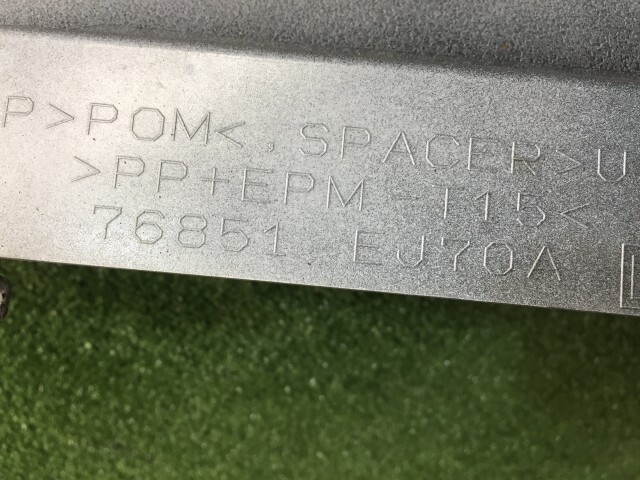 P>POM<, SPACER>U
>PP+EPM-T15<
76851 EJ70A